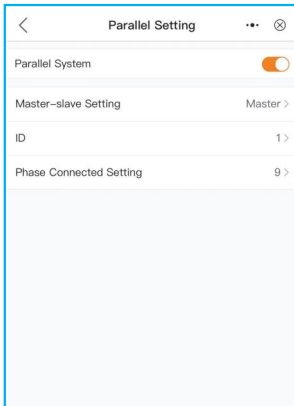 Parallel Setting
Parallel System
Master-slave Setting Master >
ID 1 >
Phase Connected Setting 9 >